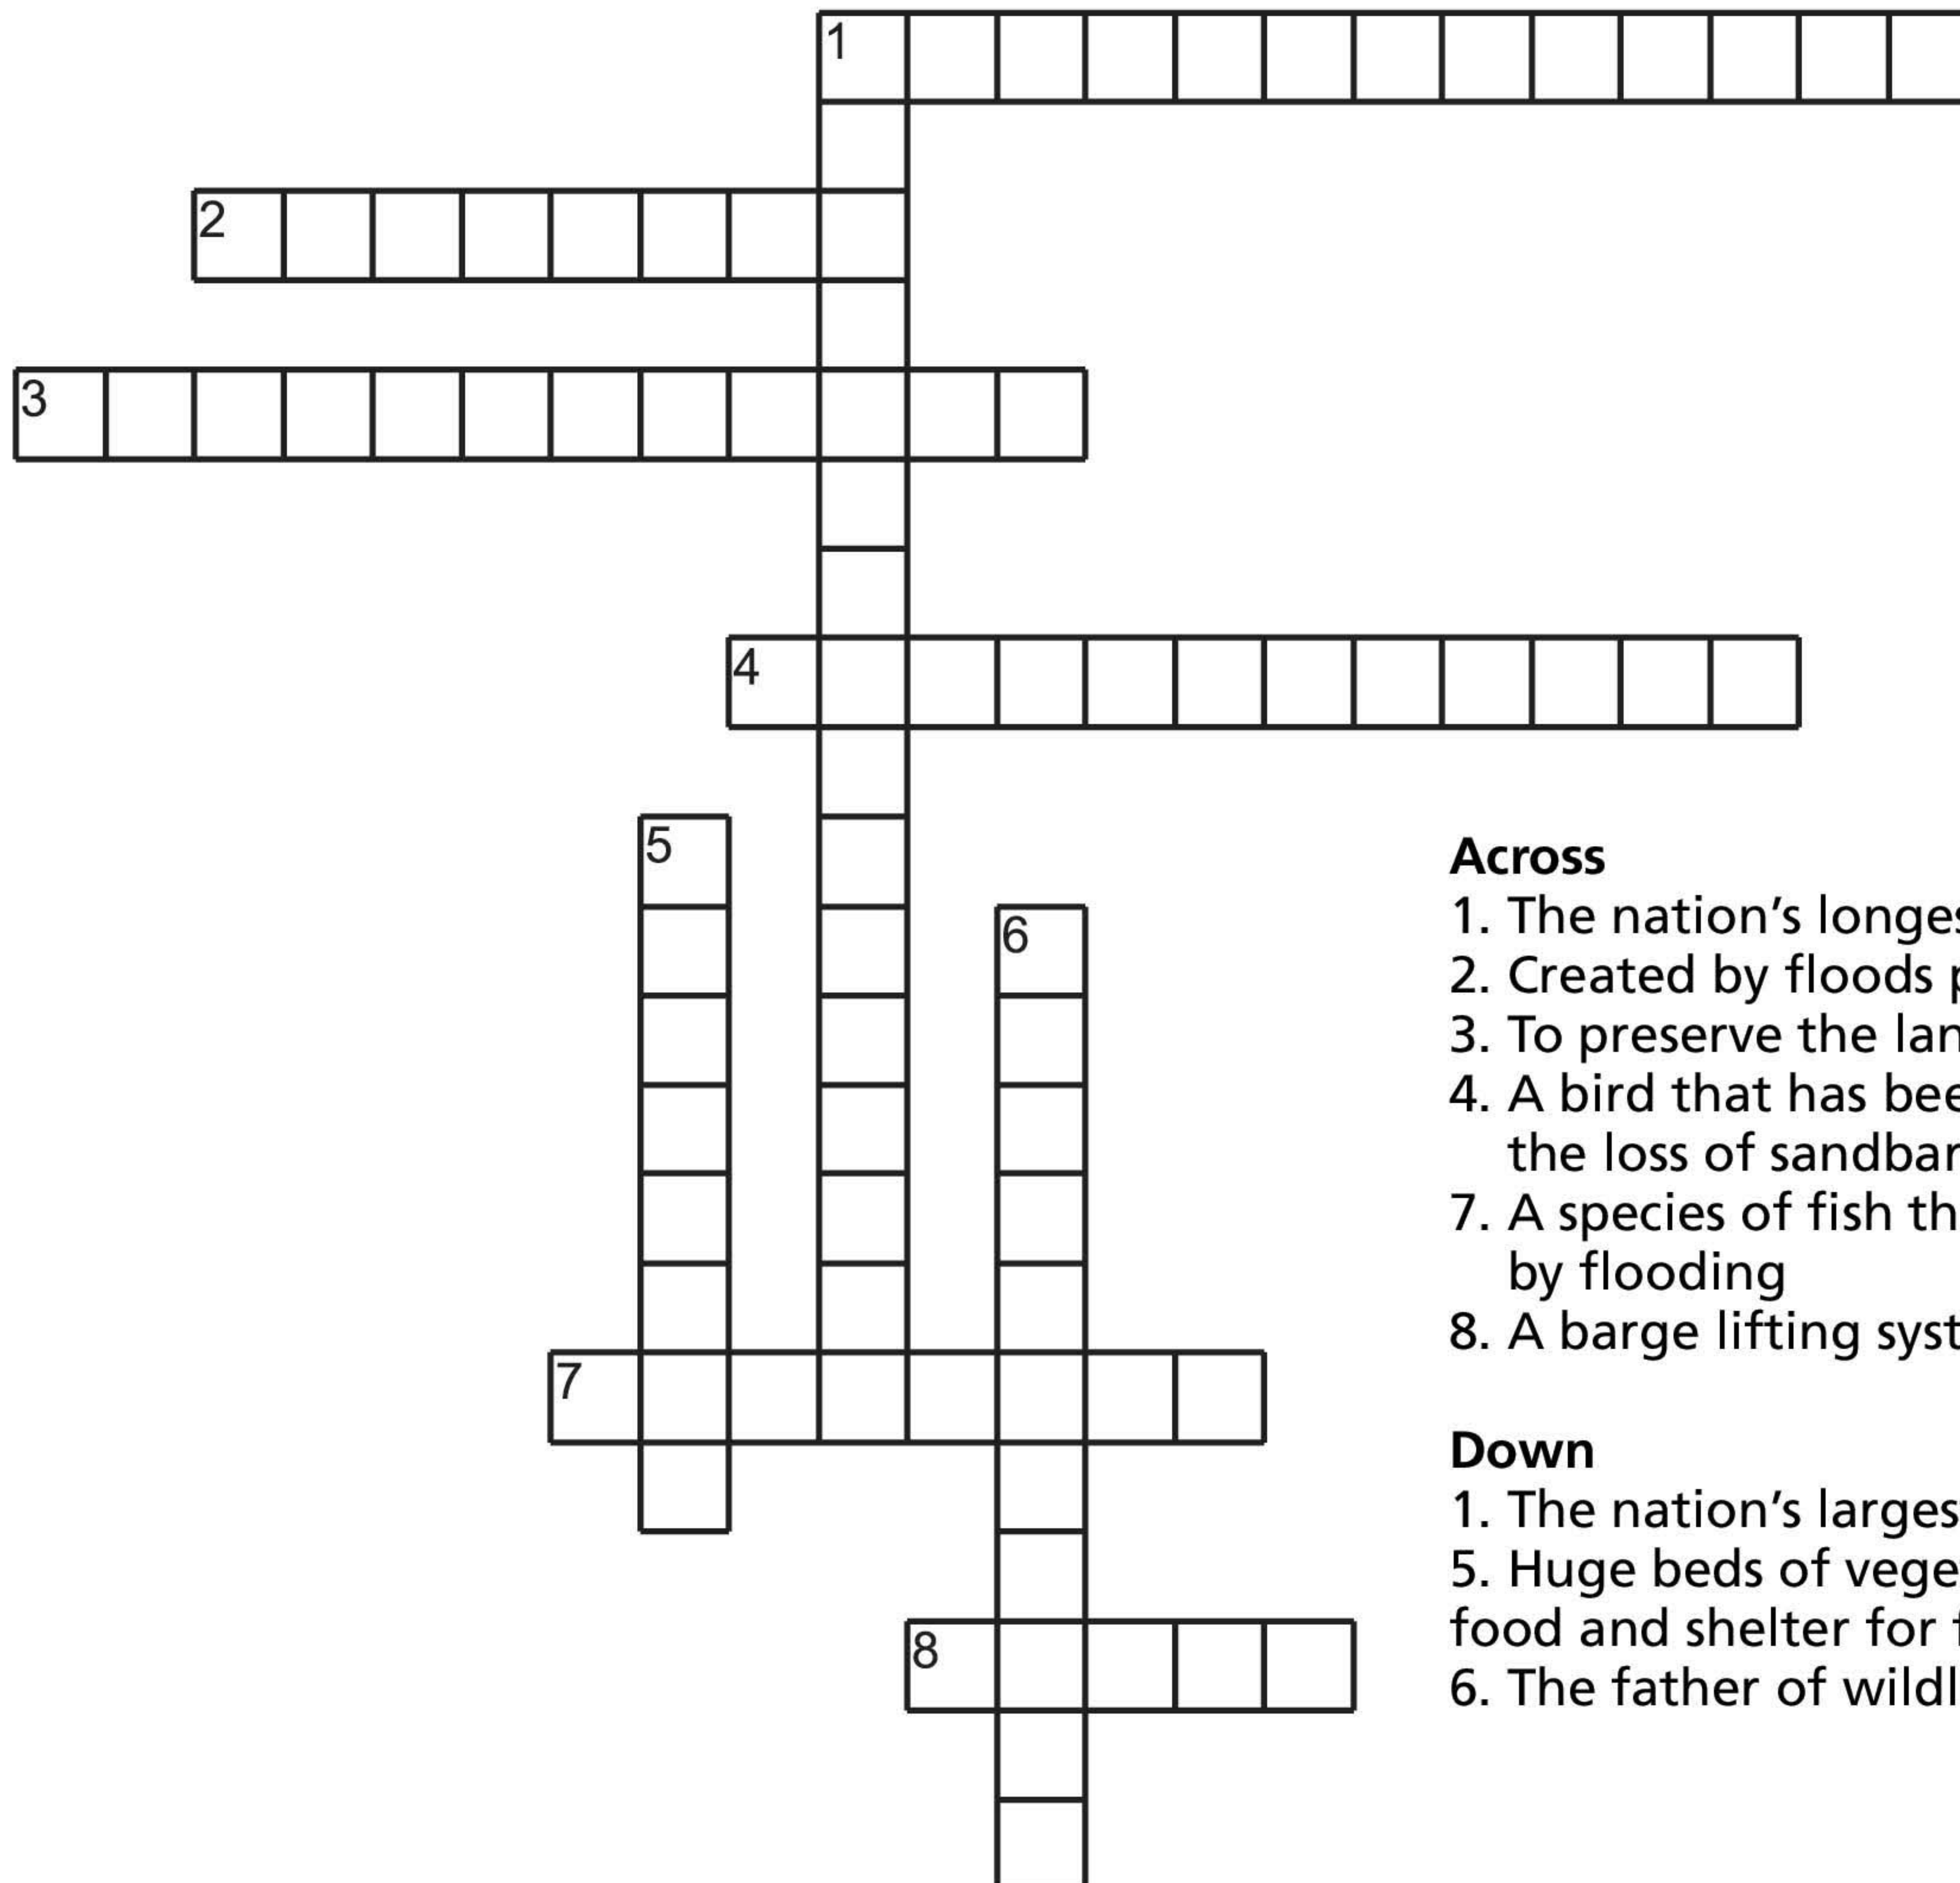 1
2
3
4
5
6
7
8
Across
1. The nation’s longes
2. Created by floods p
3. To preserve the lan
4. A bird that has bee
the loss of sandbar
7. A species of fish th
by flooding
8. A barge lifting syst
Down
1. The nation’s larges
5. Huge beds of vege
food and shelter for f
6. The father of wildl